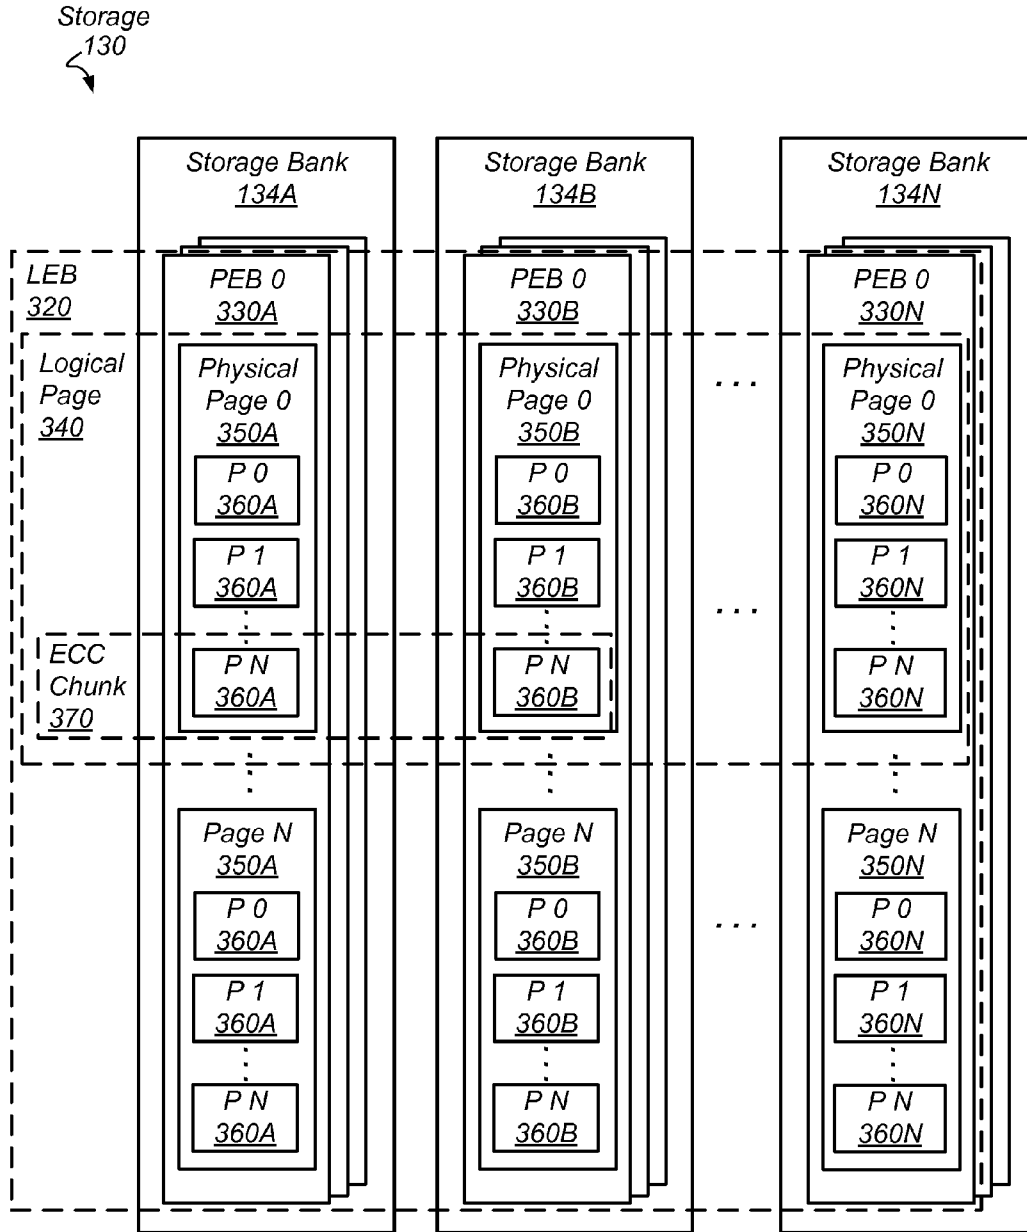 Storage
130
Storage Bank
134A
Storage Bank
134B
Storage Bank
134N
LEB
320
PEB 0
330A
PEB 0
330B
PEB 0
330N
Logical
Page
340
Physical
Page 0
350A
Physical
Page 0
350B
. . .
Physical
Page 0
350N
P 0
360A
P 0
360B
P 0
360N
P 1
360A
P 1
360B
. . .
P 1
360N
ECC
Chunk
370
P N
360A
P N
360B
P N
360N
Page N
350A
Page N
350B
Page N
350N
P 0
360A
P 0
360B
. . .
P 0
360N
P 1
360A
P 1
360B
P 1
360N
P N
360A
P N
360B
P N
360N